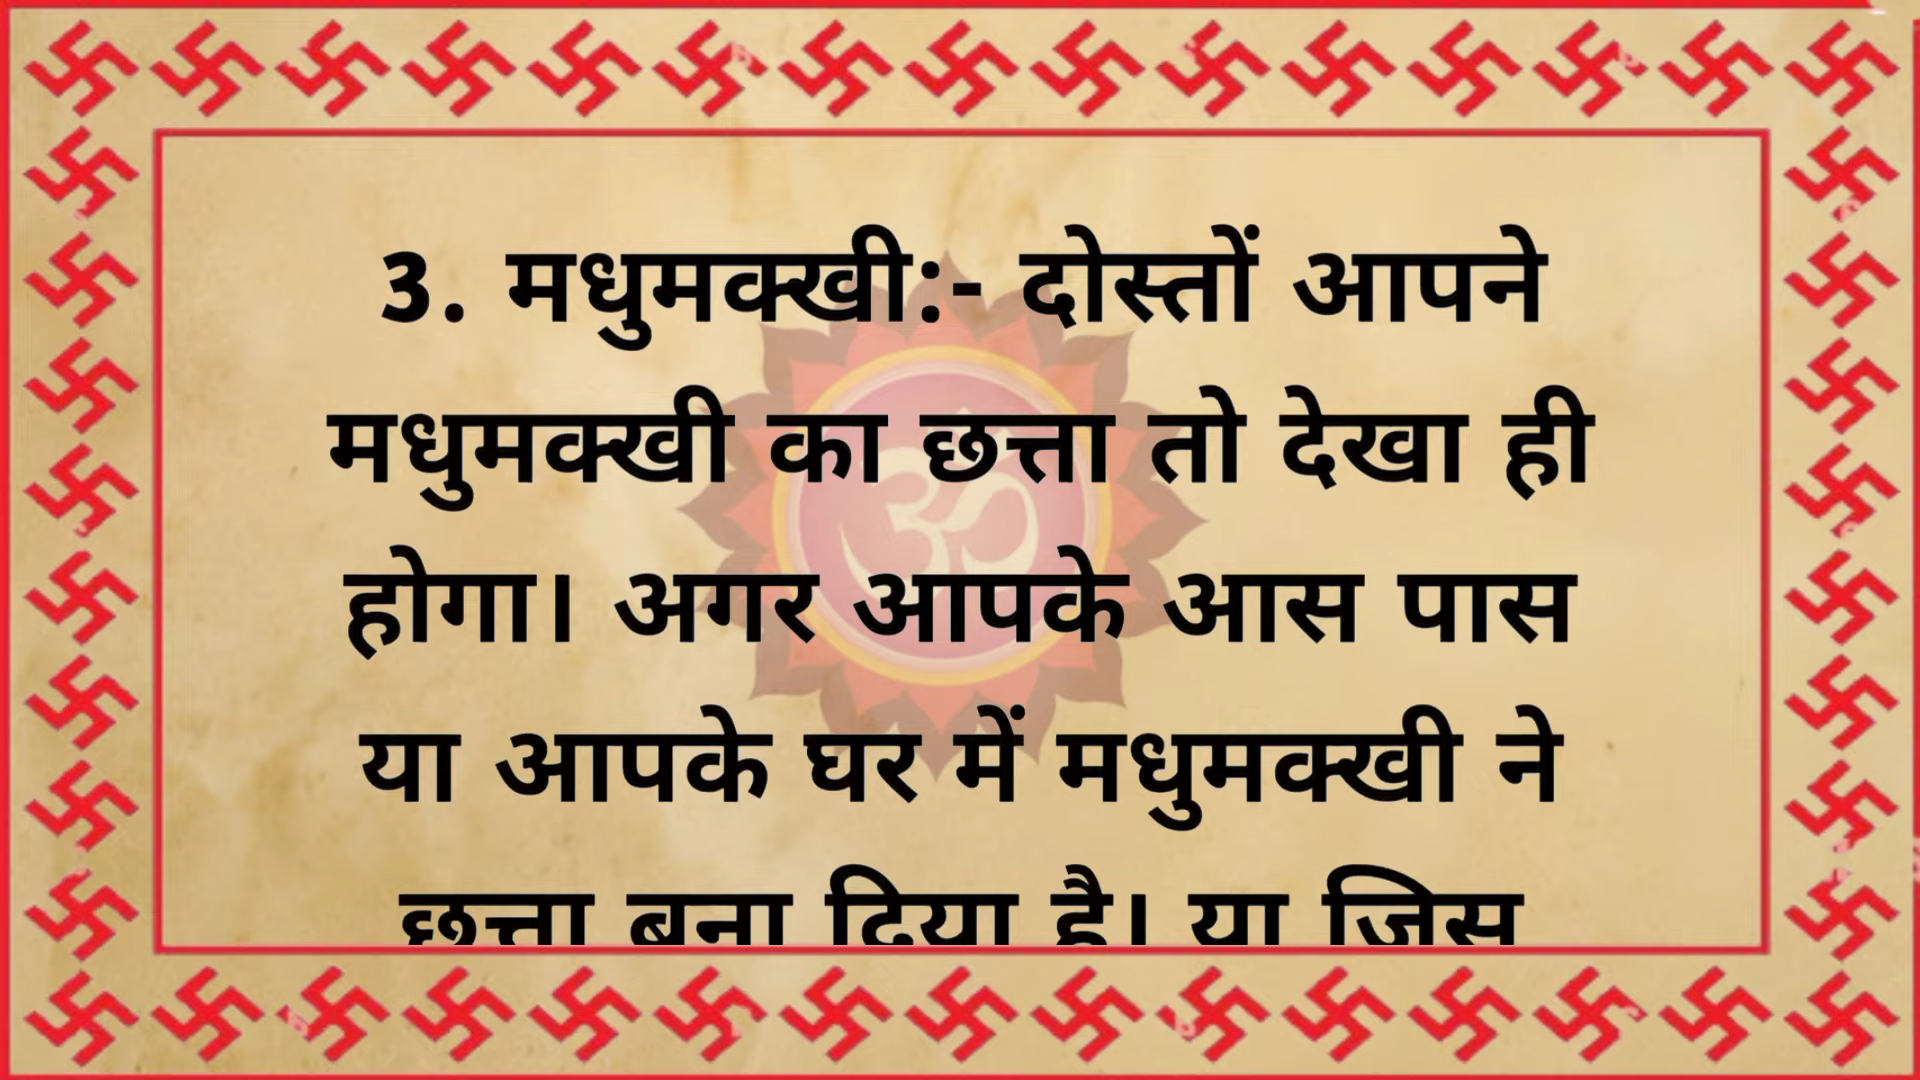 3. मधुमक्खी:- दोस्तों आपने
मधुमक्खी का छत्ता तो देखा ही
होगा। अगर आपके आस पास
या आपके घर में मधुमक्खी ने
छत्ता बना दिया है। या जिस
ॐ